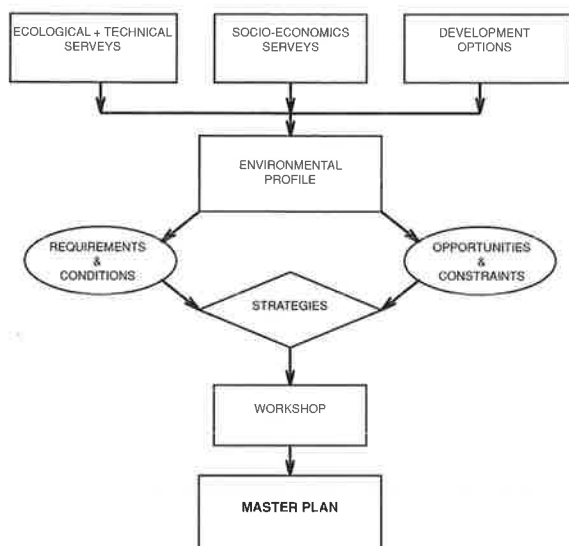 ECOLOGICAL + TECHNICAL
SERVEYS
SOCIO-ECONOMICS
SERVEYS
DEVELOPMENT
OPTIONS
ENVIRONMENTAL
PROFILE
REQUIREMENTS
&
CONDITIONS
OPPORTUNITIES
&
CONSTRAINTS
STRATEGIES
WORKSHOP
MASTER PLAN